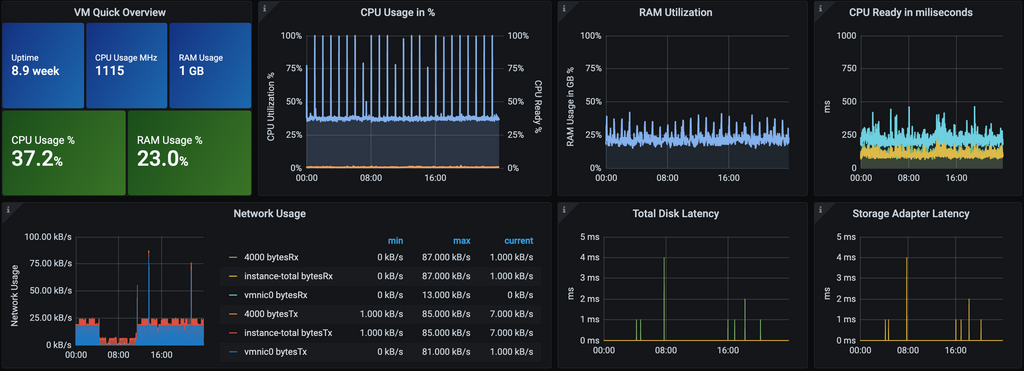 VM Quick Overview
Uptime
8.9 week
CPU Usage MHz
1115
RAM Usage
1 GB
CPU Usage %
37.2%
RAM Usage %
23.0%
CPU Usage in %
CPU Utilization %
100%
75%
50%
25%
0%
100%
75%
50%
25%
0%
CPU Ready %
00:00 08:00 16:00
RAM Utilization
RAM Usage in GB %
100%
75%
50%
25%
0%
00:00 08:00 16:00
CPU Ready in miliseconds
ms
1000
750
500
250
0
00:00 08:00 16:00
Network Usage
Network Usage
100.00 kB/s
75.00 kB/s
50.00 kB/s
25.00 kB/s
0 kB/s
00:00 08:00 16:00
min max current
4000 bytesRx 0 kB/s 87.000 kB/s 1.000 kB/s
instance-total bytesRx 0 kB/s 87.000 kB/s 1.000 kB/s
vmnic0 bytesRx 0 kB/s 13.000 kB/s 0 kB/s
4000 bytesTx 1.000 kB/s 85.000 kB/s 7.000 kB/s
instance-total bytesTx 1.000 kB/s 85.000 kB/s 7.000 kB/s
vmnic0 bytesTx 0 kB/s 81.000 kB/s 1.000 kB/s
Total Disk Latency
ms
5 ms
4 ms
3 ms
2 ms
1 ms
0 ms
00:00 08:00 16:00
Storage Adapter Latency
ms
5 ms
4 ms
3 ms
2 ms
1 ms
0 ms
00:00 08:00 16:00